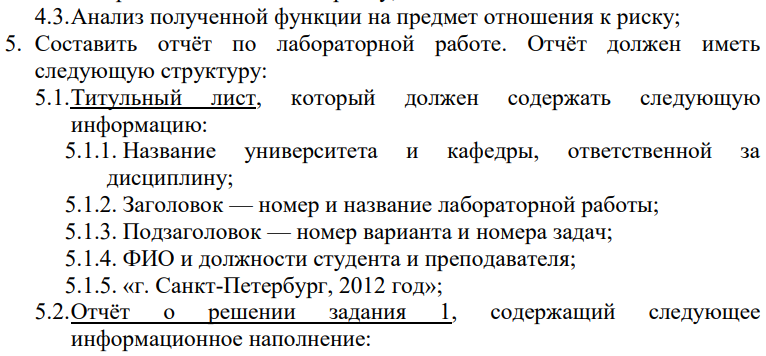 4.3.Анализ полученной функции на предмет отношения к риску;
5. Составить отчёт по лабораторной работе. Отчёт должен иметь
следующую структуру:
5.1.Титульный лист, который должен содержать следующую
информацию:
5.1.1. Название университета и кафедры, ответственной за
дисциплину;
5.1.2. Заголовок — номер и название лабораторной работы;
5.1.3. Подзаголовок — номер варианта и номера задач;
5.1.4. ФИО и должности студента и преподавателя;
5.1.5. «г. Санкт-Петербург, 2012 год»;
5.2.Отчёт о решении задания 1, содержащий следующее
информационное наполнение: